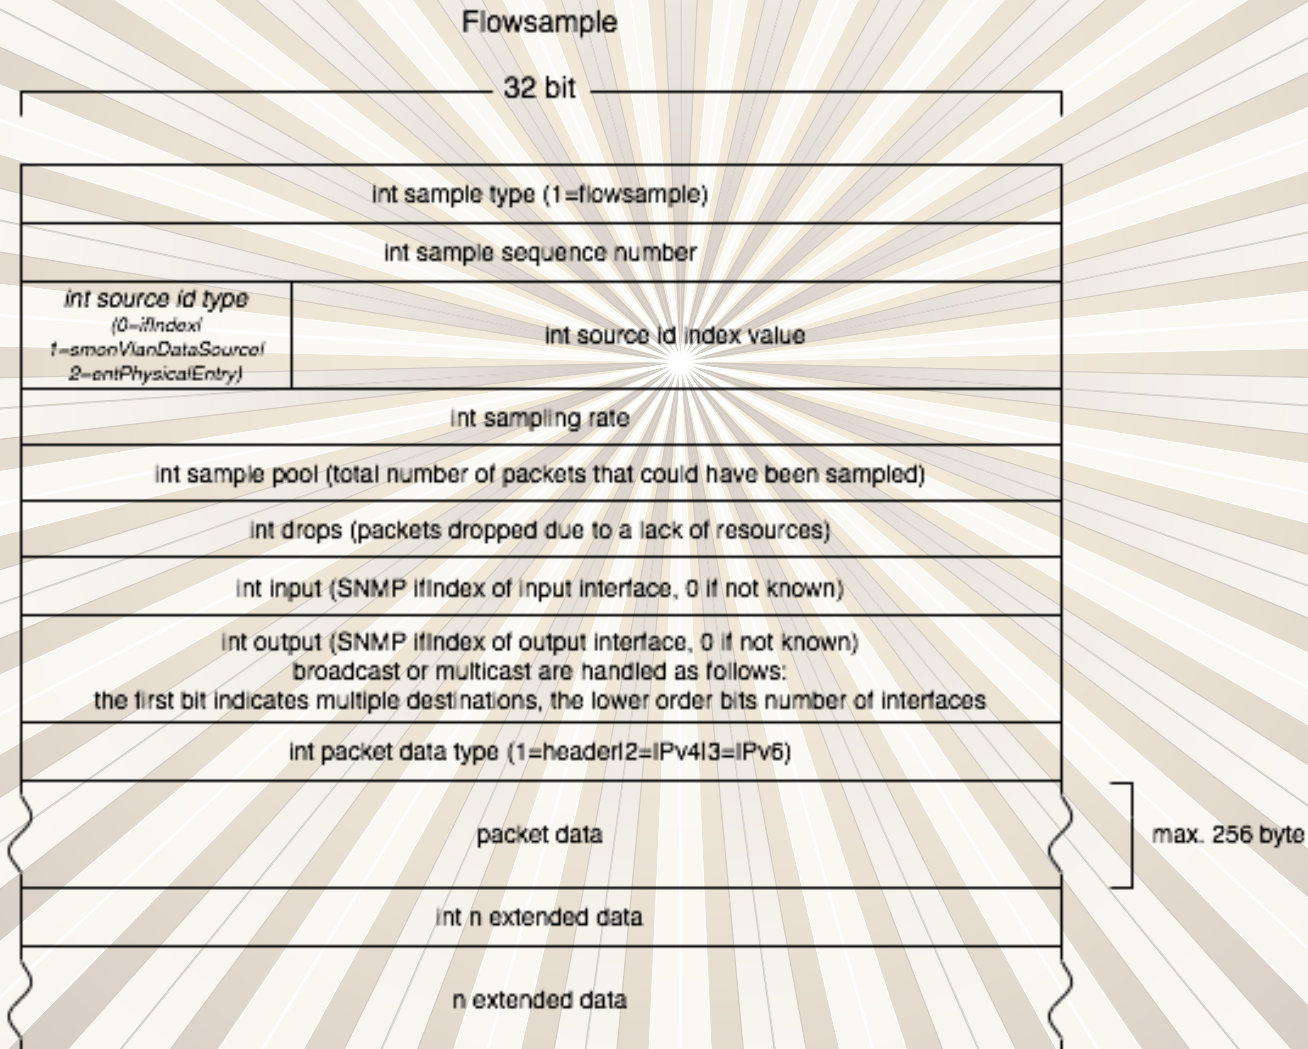 Flowsample
32 bit
int sample type (1=flowsample)
int sample sequence number
int source id type
(0=ifIndex|
1=smonVlanDataSource|
2=entPhysicalEntry)
int source id index value
int sampling rate
int sample pool (total number of packets that could have been sampled)
int drops (packets dropped due to a lack of resources)
int input (SNMP ifIndex of input interface, 0 if not known)
int output (SNMP ifIndex of output interface, 0 if not known)
broadcast or multicast are handled as follows:
the first bit indicates multiple destinations, the lower order bits number of interfaces
int packet data type (1=header|2=IPv4|3=IPv6)
packet data
max. 256 byte
int n extended data
n extended data